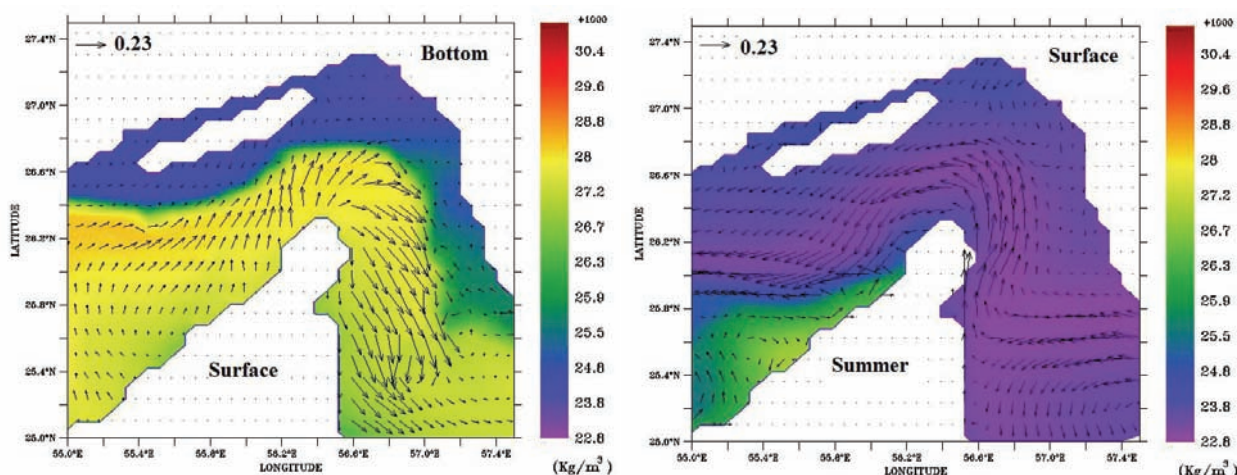 0.23
Bottom
27.4°N
27.0°N
26.6°N
26.2°N
25.8°N
25.4°N
25.0°N
LATITUDE
Surface
55.0°E 55.4°E 55.8°E 56.2°E 56.6°E 57.0°E 57.4°E
LONGITUDE
+1000
30.4
29.6
28.8
28
27.2
26.7
26.3
25.9
25.5
24.8
23.8
22.8
(Kg/m³)
0.23
Surface
27.4°N
27.0°N
26.6°N
26.2°N
25.8°N
25.4°N
25.0°N
LATITUDE
Summer
55.0°E 55.4°E 55.8°E 56.2°E 56.6°E 57.0°E 57.4°E
LONGITUDE
+1000
30.4
29.6
28.8
28
27.2
26.7
26.3
25.9
25.5
24.8
23.8
22.8
(Kg/m³)